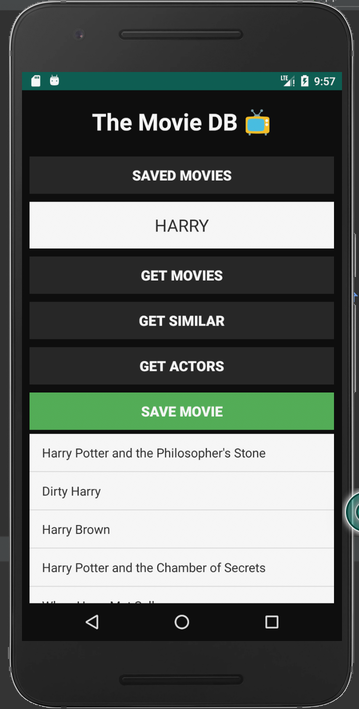 LTE 9:57
The Movie DB
SAVED MOVIES
HARRY
GET MOVIES
GET SIMILAR
GET ACTORS
SAVE MOVIE
Harry Potter and the Philosopher's Stone
Dirty Harry
Harry Brown
Harry Potter and the Chamber of Secrets